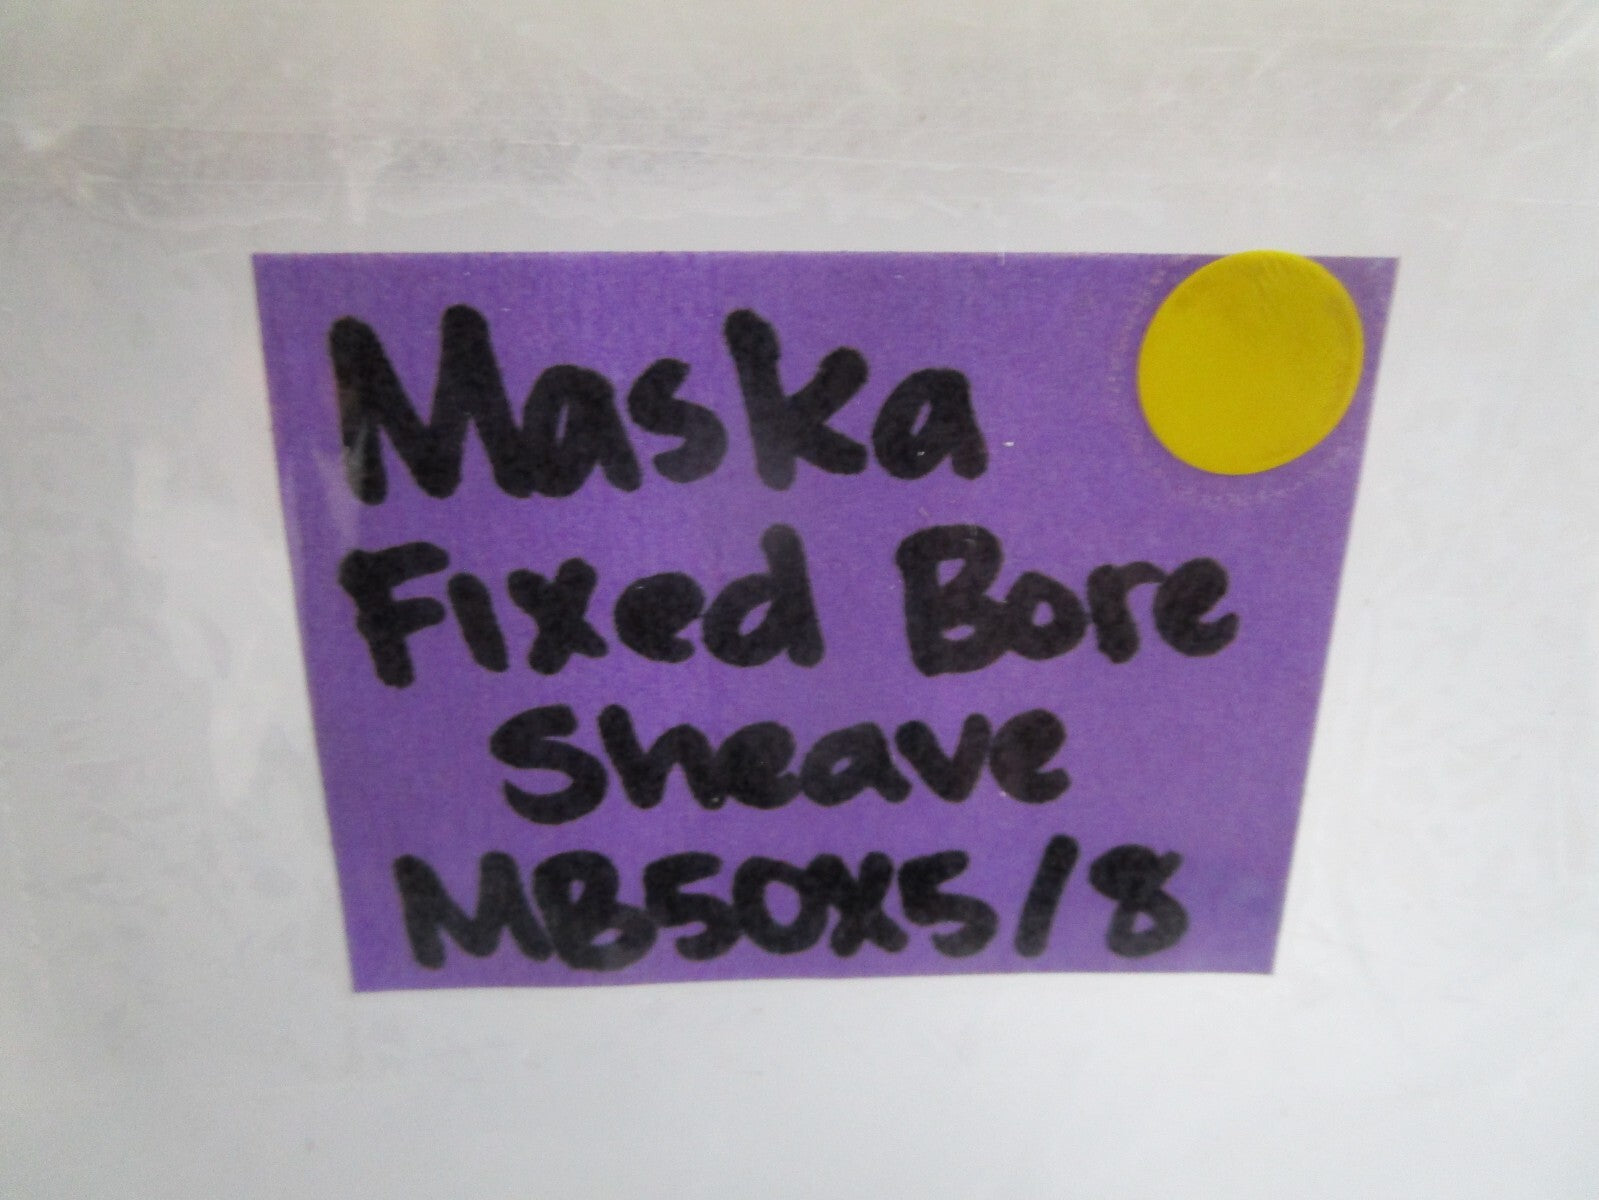 Maska
Fixed Bore
Sheave
MB50X5/8